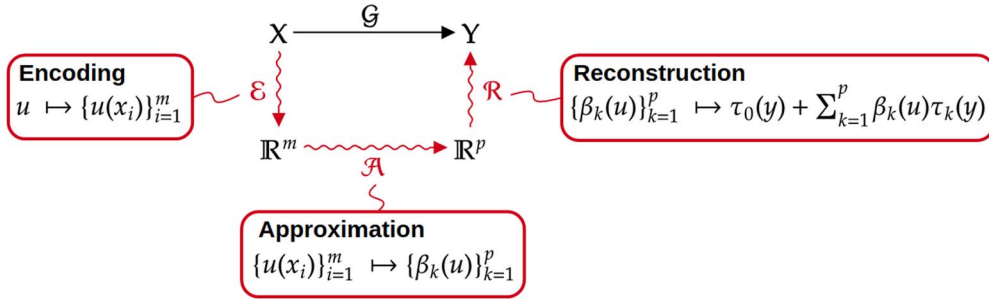 𝒢
X Y
Encoding
u ↦ {u(x_i)}_{i=1}^m
ℰ
ℛ
Reconstruction
{β_k(u)}_{k=1}^p ↦ τ_0(y) + ∑_{k=1}^p β_k(u)τ_k(y)
ℝ^m ℝ^p
𝒜
Approximation
{u(x_i)}_{i=1}^m ↦ {β_k(u)}_{k=1}^p